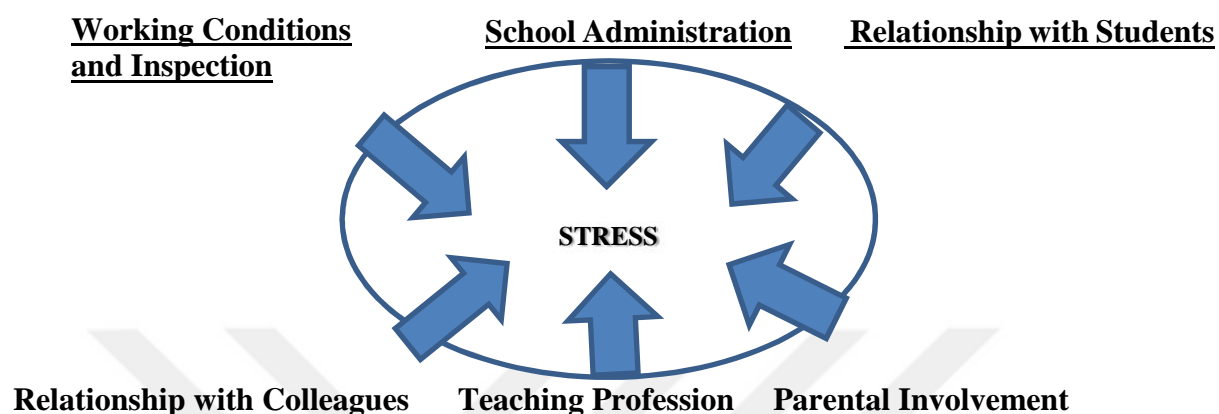 Working Conditions
and Inspection
School Administration
Relationship with Students
STRESS
Relationship with Colleagues
Teaching Profession
Parental Involvement